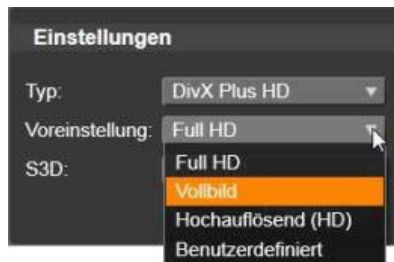 Einstellungen
Typ: DivX Plus HD
Voreinstellung: Full HD
S3D: Full HD
Vollbild
Hochauflösend (HD)
Benutzerdefiniert